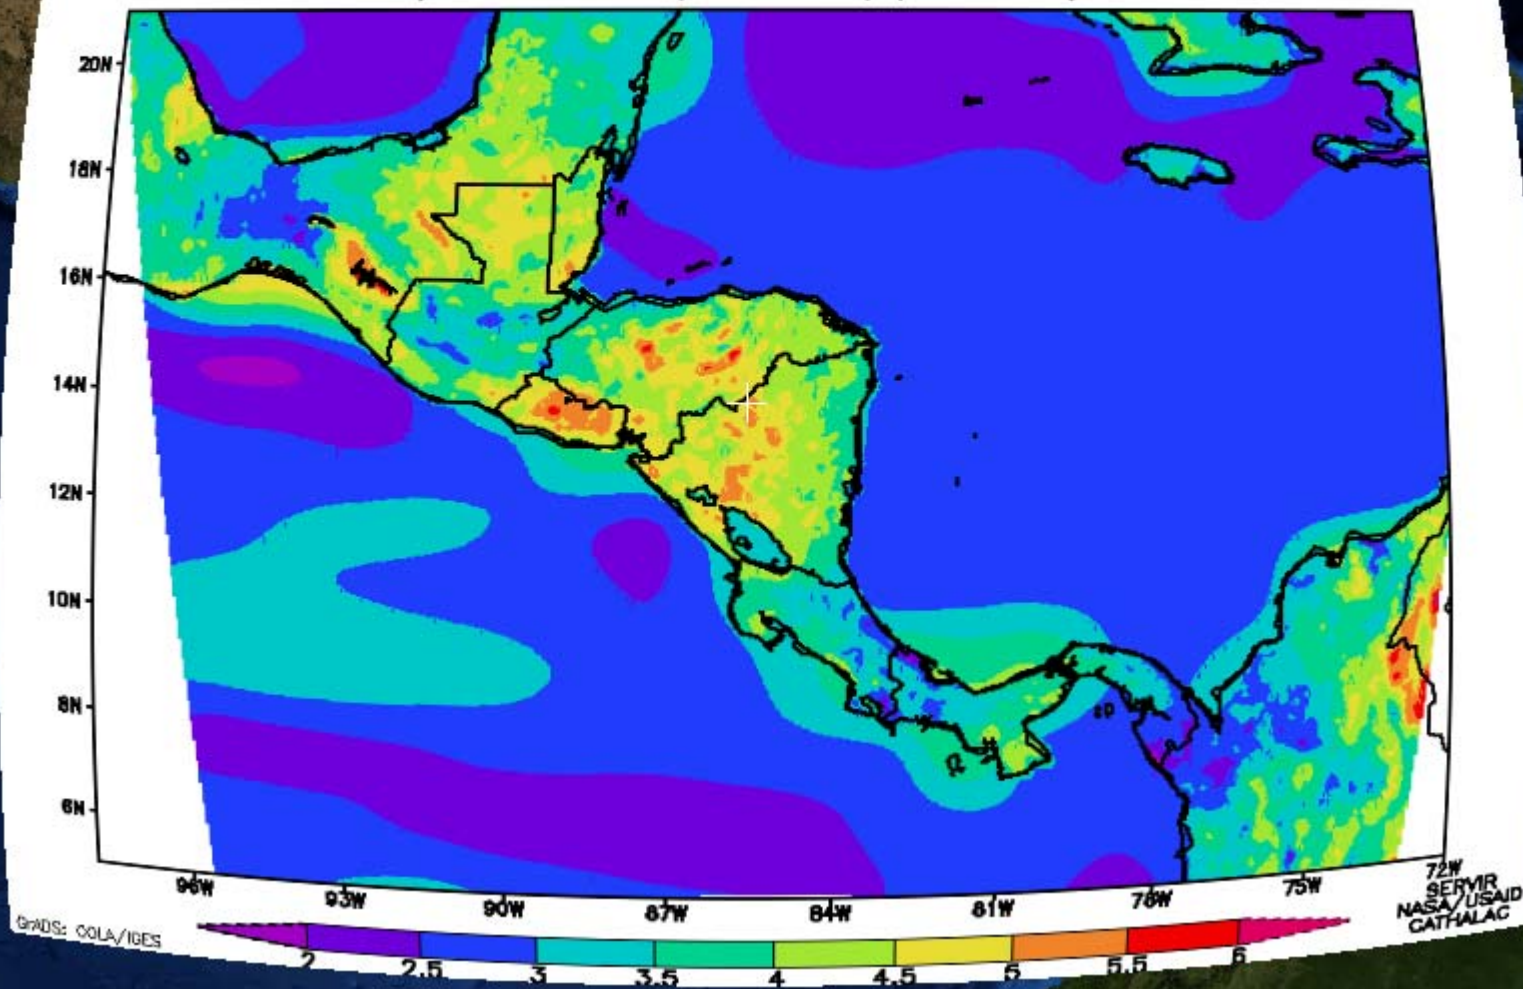 20N
18N
16N
14N
12N
10N
8N
6N
96W
93W
90W
87W
84W
81W
78W
75W
72W
SERVIR
NASA/USAID
CATHALAC
GrADS: COLA/IGES
2
2.5
3
3.5
4
4.5
5
5.5
6